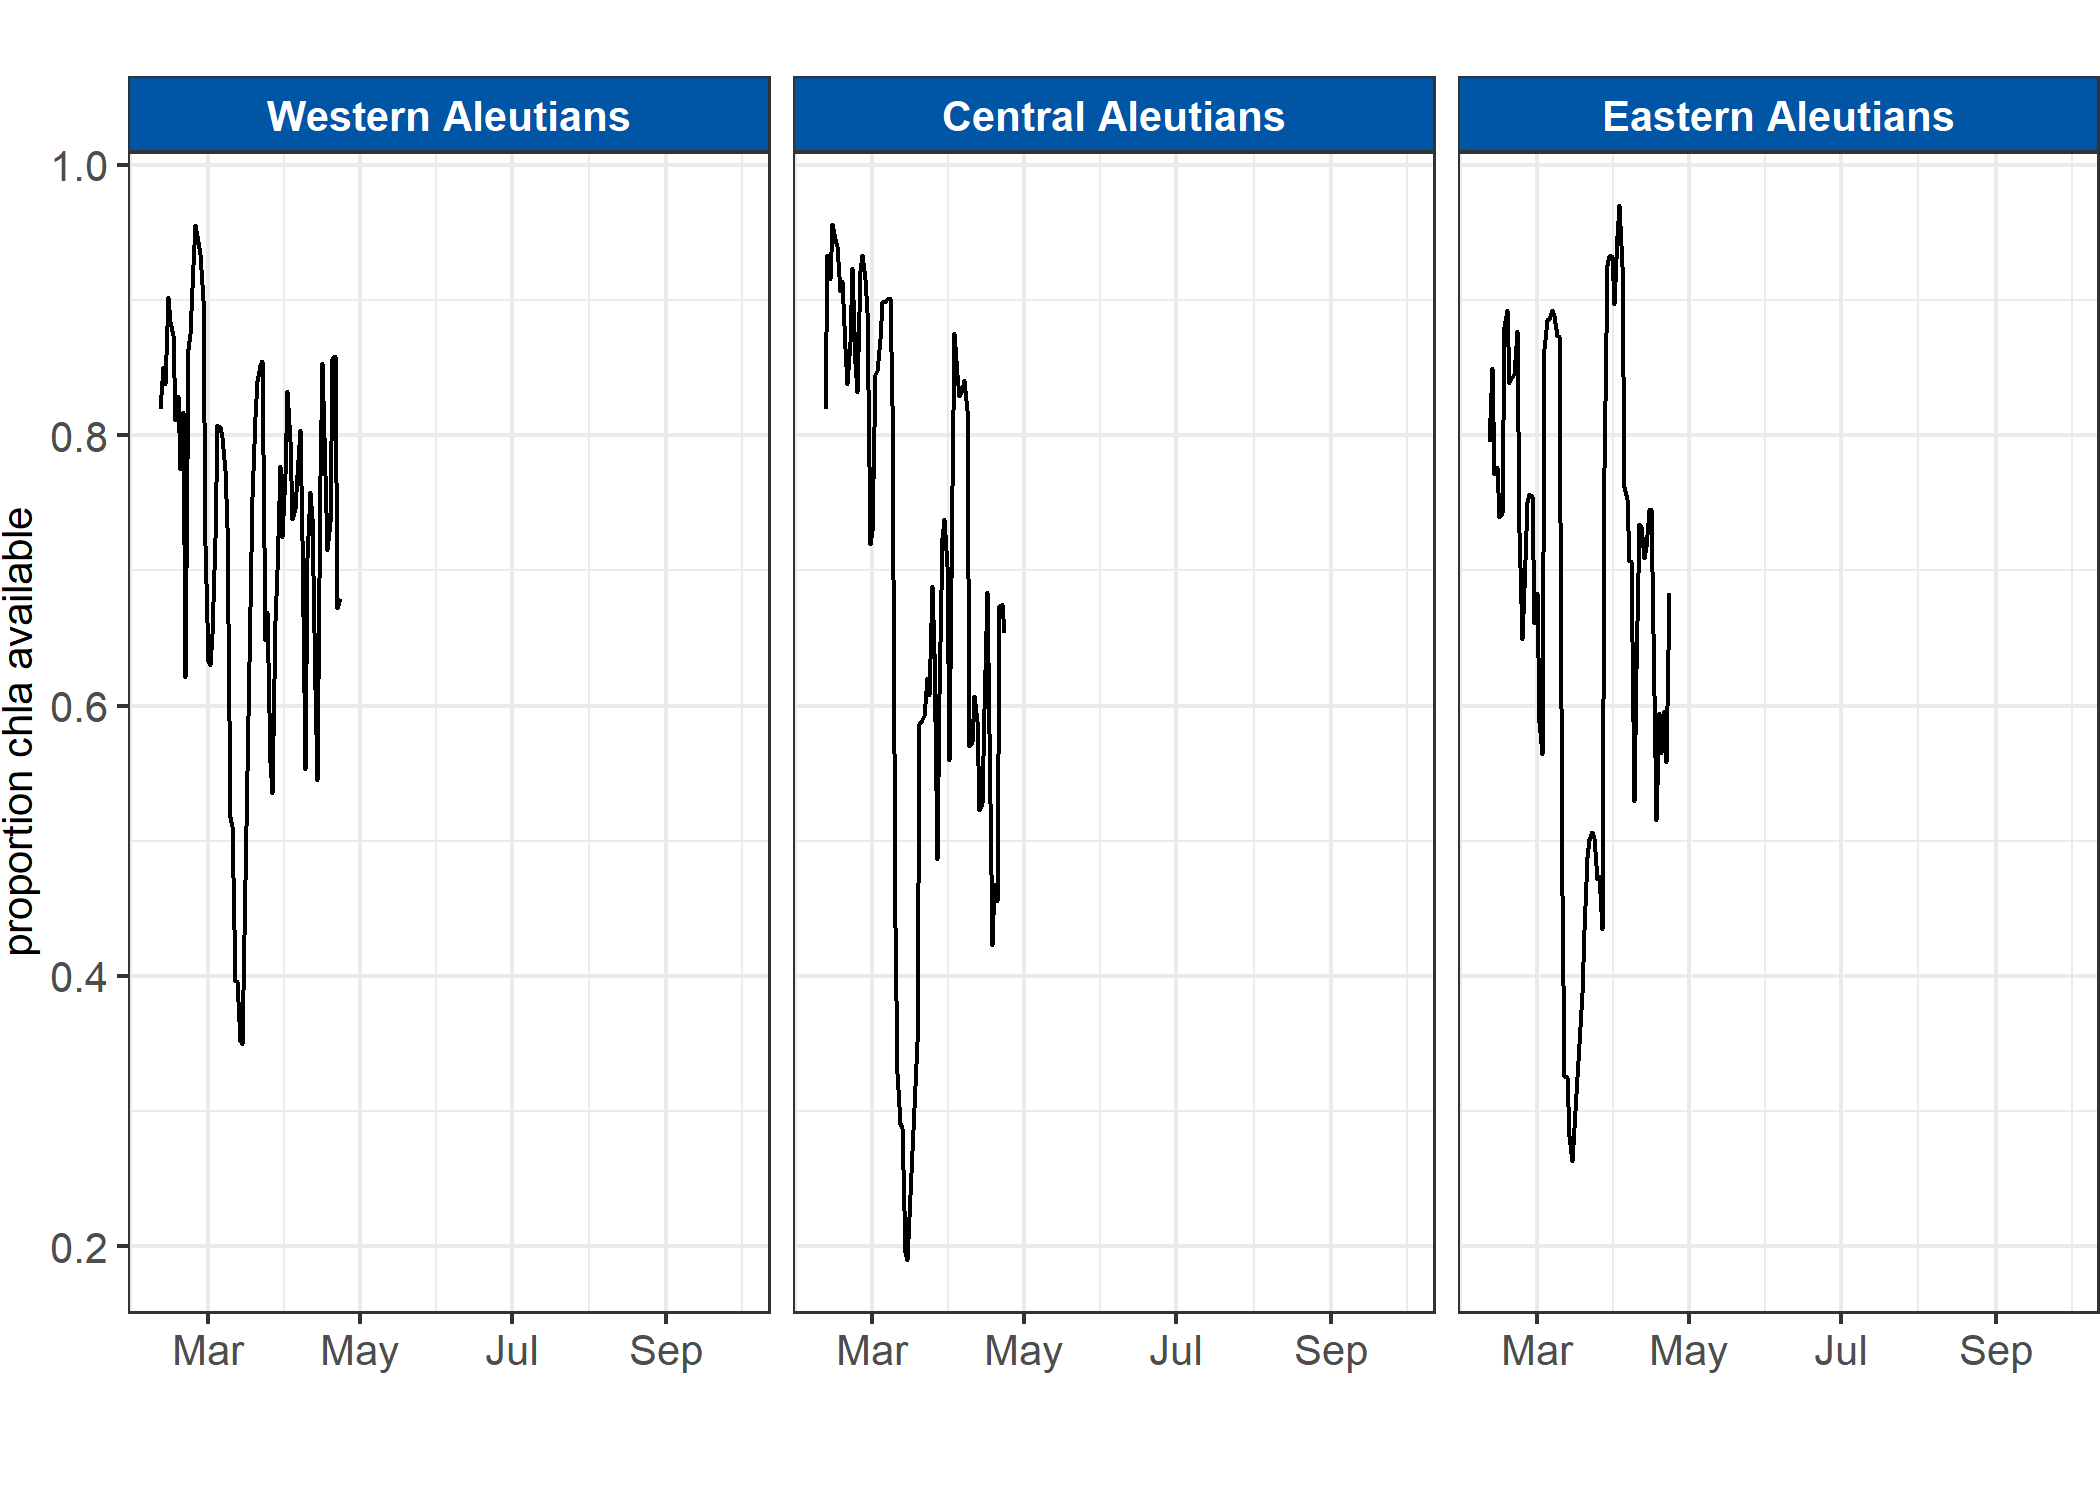 Western Aleutians
Central Aleutians
Eastern Aleutians
proportion chla available
1.0
0.8
0.6
0.4
0.2
Mar May Jul Sep
Mar May Jul Sep
Mar May Jul Sep